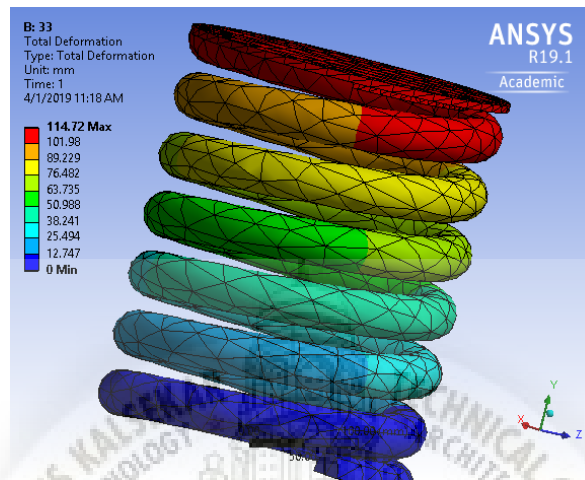 B: 33
Total Deformation
Type: Total Deformation
Unit: mm
Time: 1
4/1/2019 11:18 AM
ANSYS
R19.1
Academic
114.72 Max
101.98
89.229
76.482
63.735
50.988
38.241
25.494
12.747
0 Min
Y
X
Z
KALSEKAR